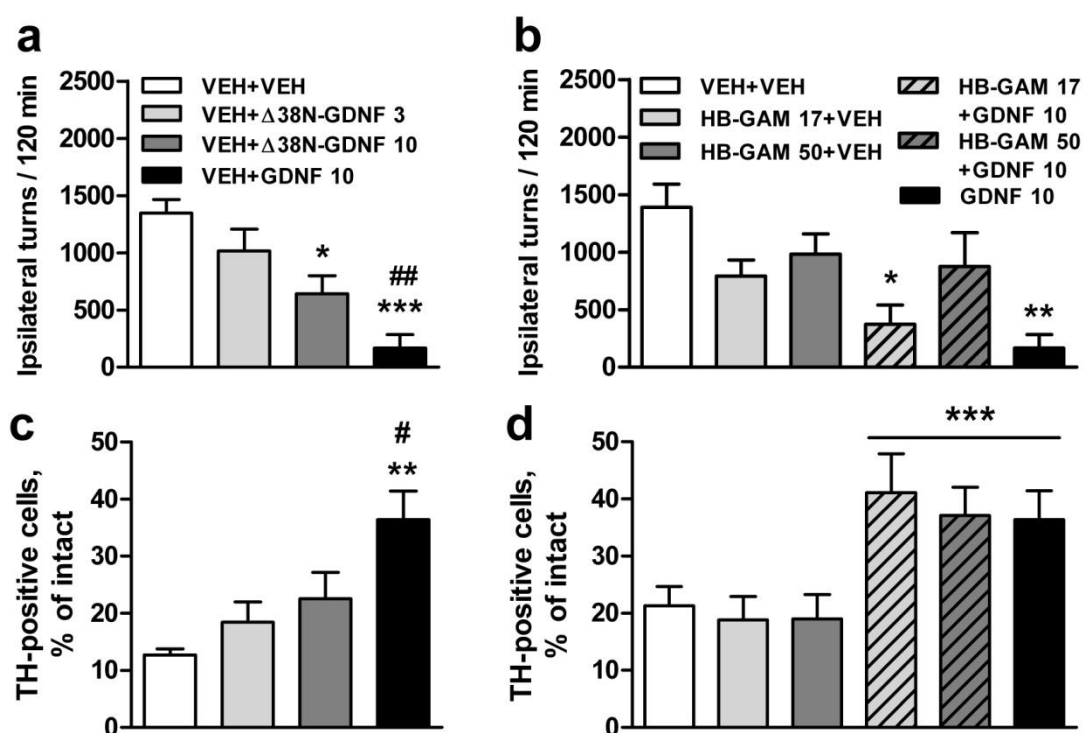 a
Ipsilateral turns / 120 min
2500
2000
1500
1000
500
0
VEH+VEH
VEH+Δ38N-GDNF 3
VEH+Δ38N-GDNF 10
VEH+GDNF 10
*
##
***
b
Ipsilateral turns / 120 min
2500
2000
1500
1000
500
0
VEH+VEH
HB-GAM 17+VEH
HB-GAM 50+VEH
HB-GAM 17
+GDNF 10
HB-GAM 50
+GDNF 10
GDNF 10
*
**
c
TH-positive cells,
% of intact
50
40
30
20
10
0
#
**
d
TH-positive cells,
% of intact
50
40
30
20
10
0
***